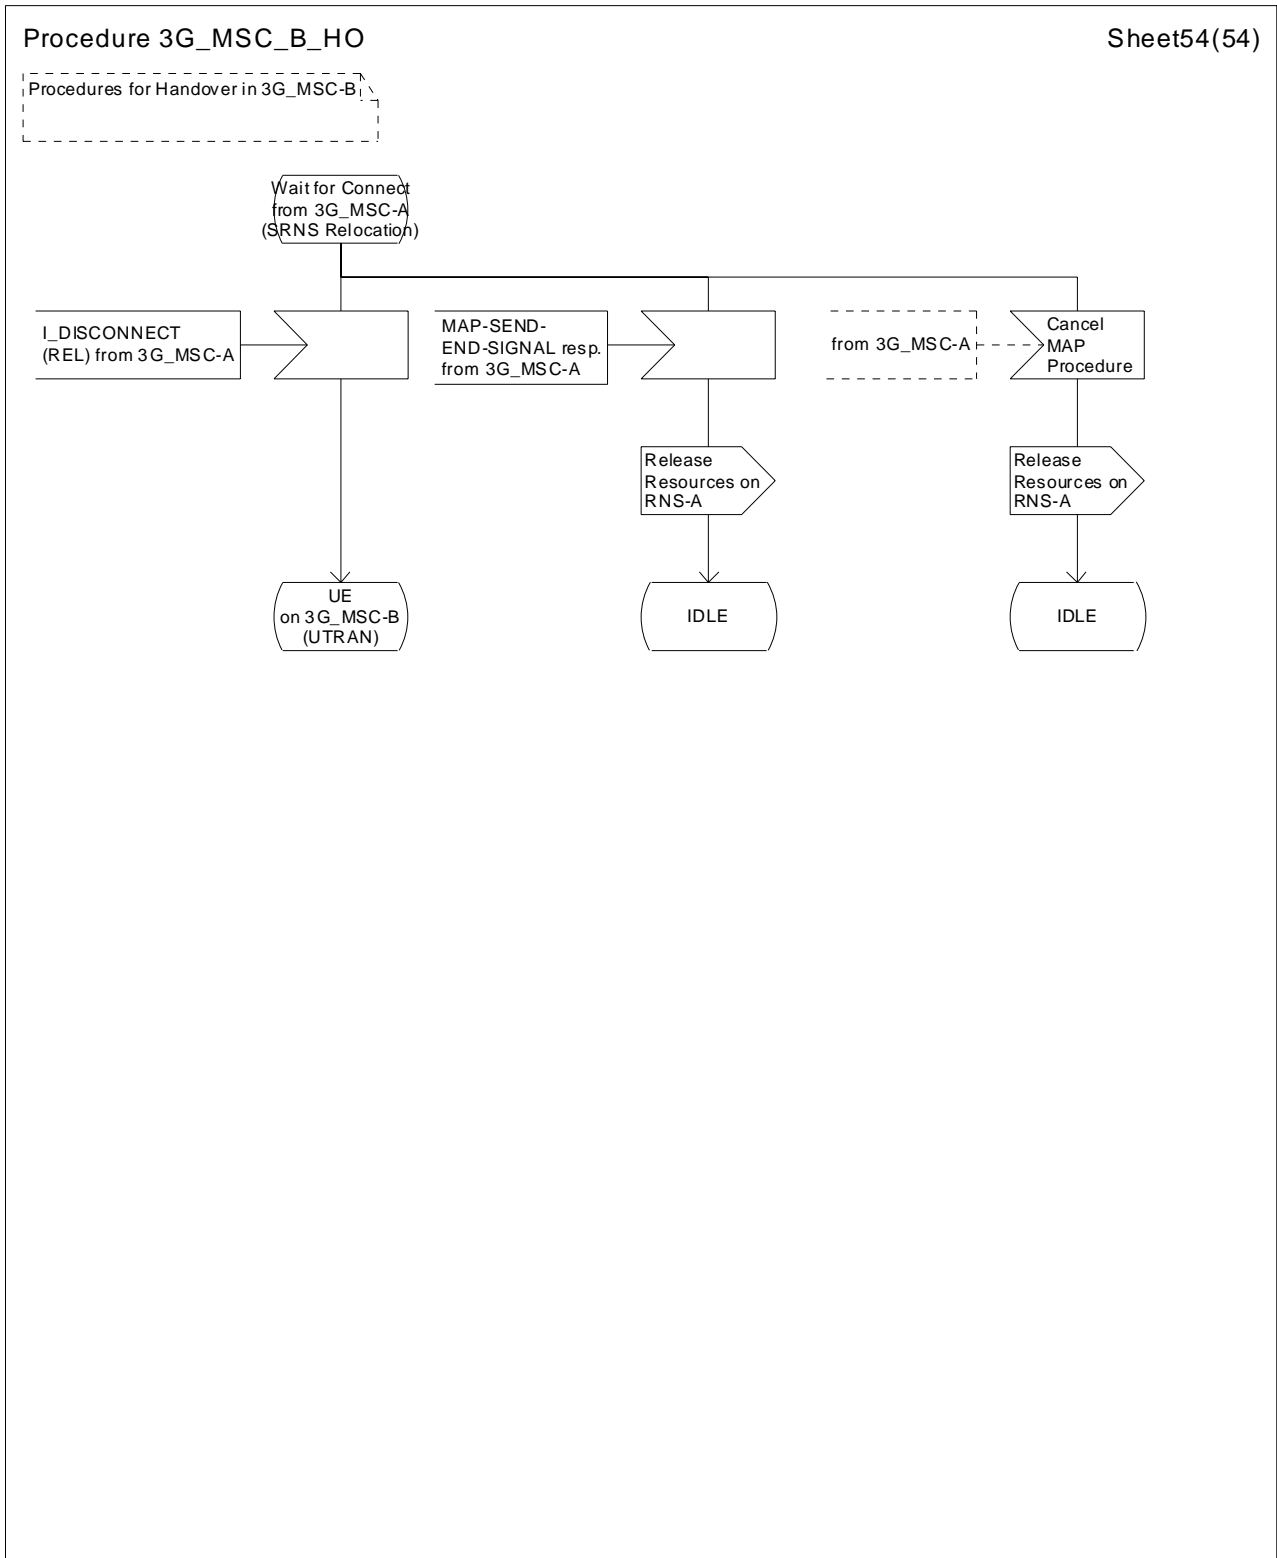 Procedure 3G_MSC_B_HO
Sheet54(54)
Procedures for Handover in 3G_MSC-B
Wait for Connect
from 3G_MSC-A
(SRNS Relocation)
I_DISCONNECT
(REL) from 3G_MSC-A
MAP-SEND-
END-SIGNAL resp.
from 3G_MSC-A
from 3G_MSC-A
Cancel
MAP
Procedure
Release
Resources on
RNS-A
Release
Resources on
RNS-A
UE
on 3G_MSC-B
(UTRAN)
IDLE
IDLE